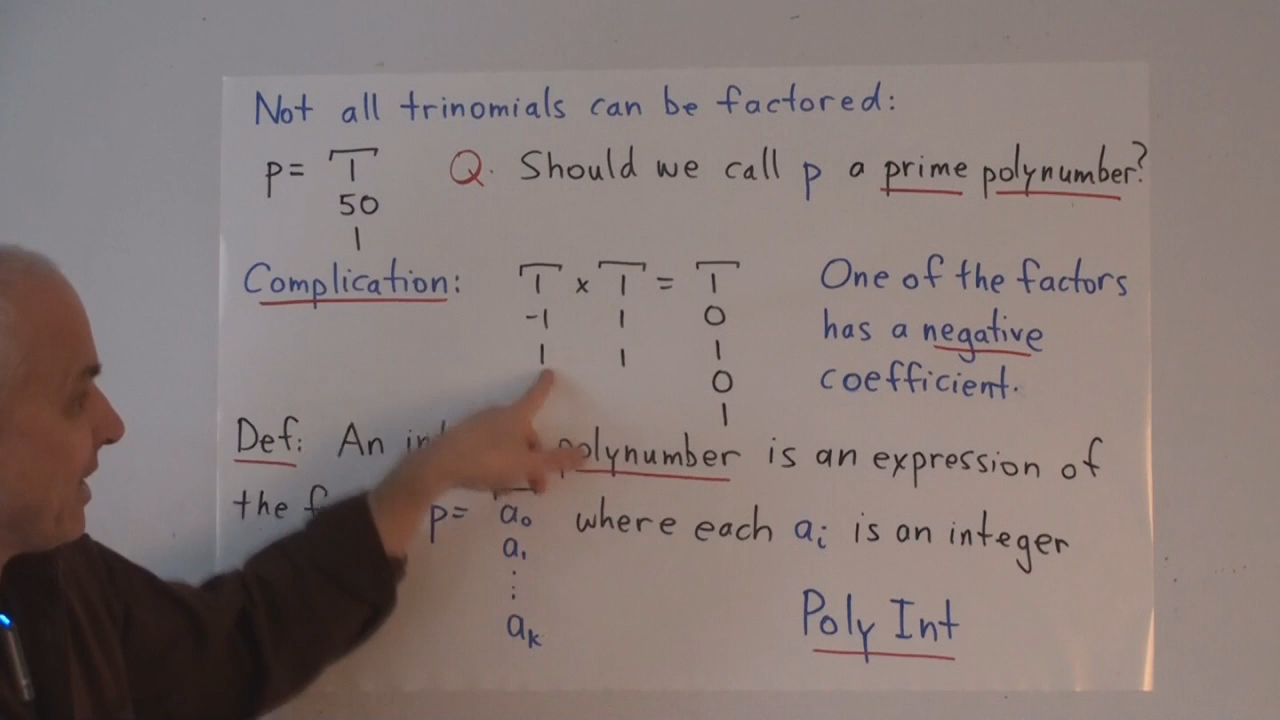 Not all trinomials can be factored:
p= 1 Q. Should we call p a prime polynumber?
50
1
Complication: 1 × 1 = 1 One of the factors
-1 1 0 has a negative
1 1 1 coefficient.
0
1
Def: An polynumber is an expression of
the p= a₀ where each aᵢ is an integer
a₁
⋮
aₖ
Poly Int